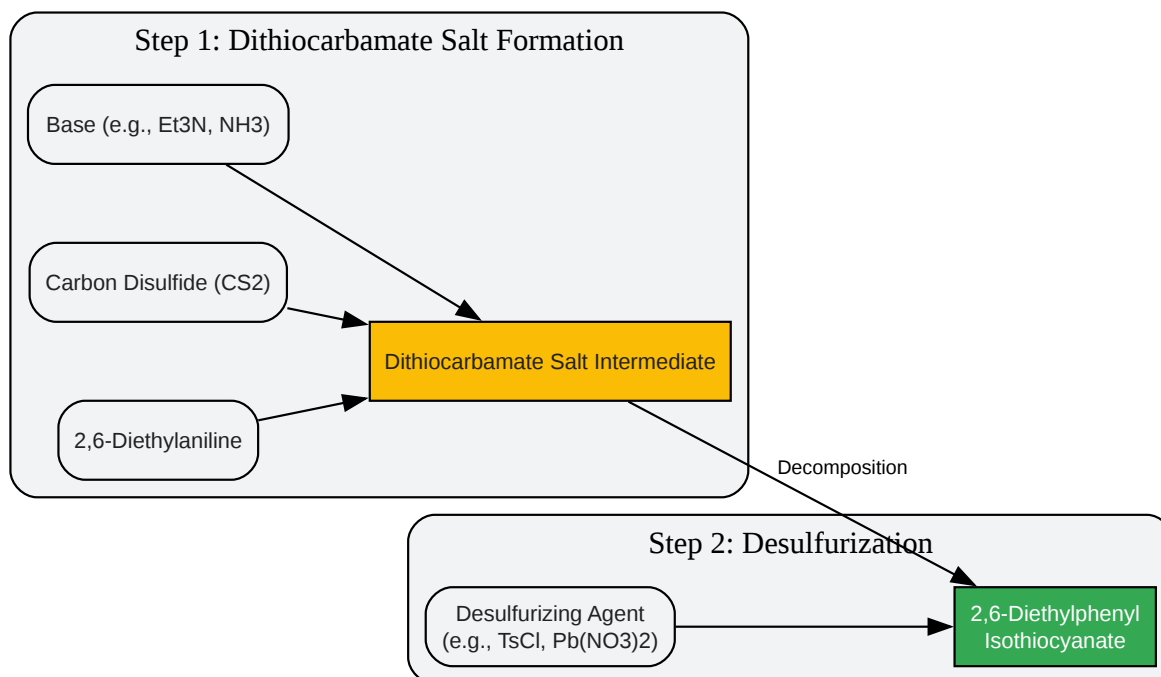 Step 1: Dithiocarbamate Salt Formation
Base (e.g., Et3N, NH3)
Carbon Disulfide (CS2)
Dithiocarbamate Salt Intermediate
2,6-Diethylaniline
Decomposition
Step 2: Desulfurization
Desulfurizing Agent
(e.g., TsCl, Pb(NO3)2)
2,6-Diethylphenyl
Isothiocyanate